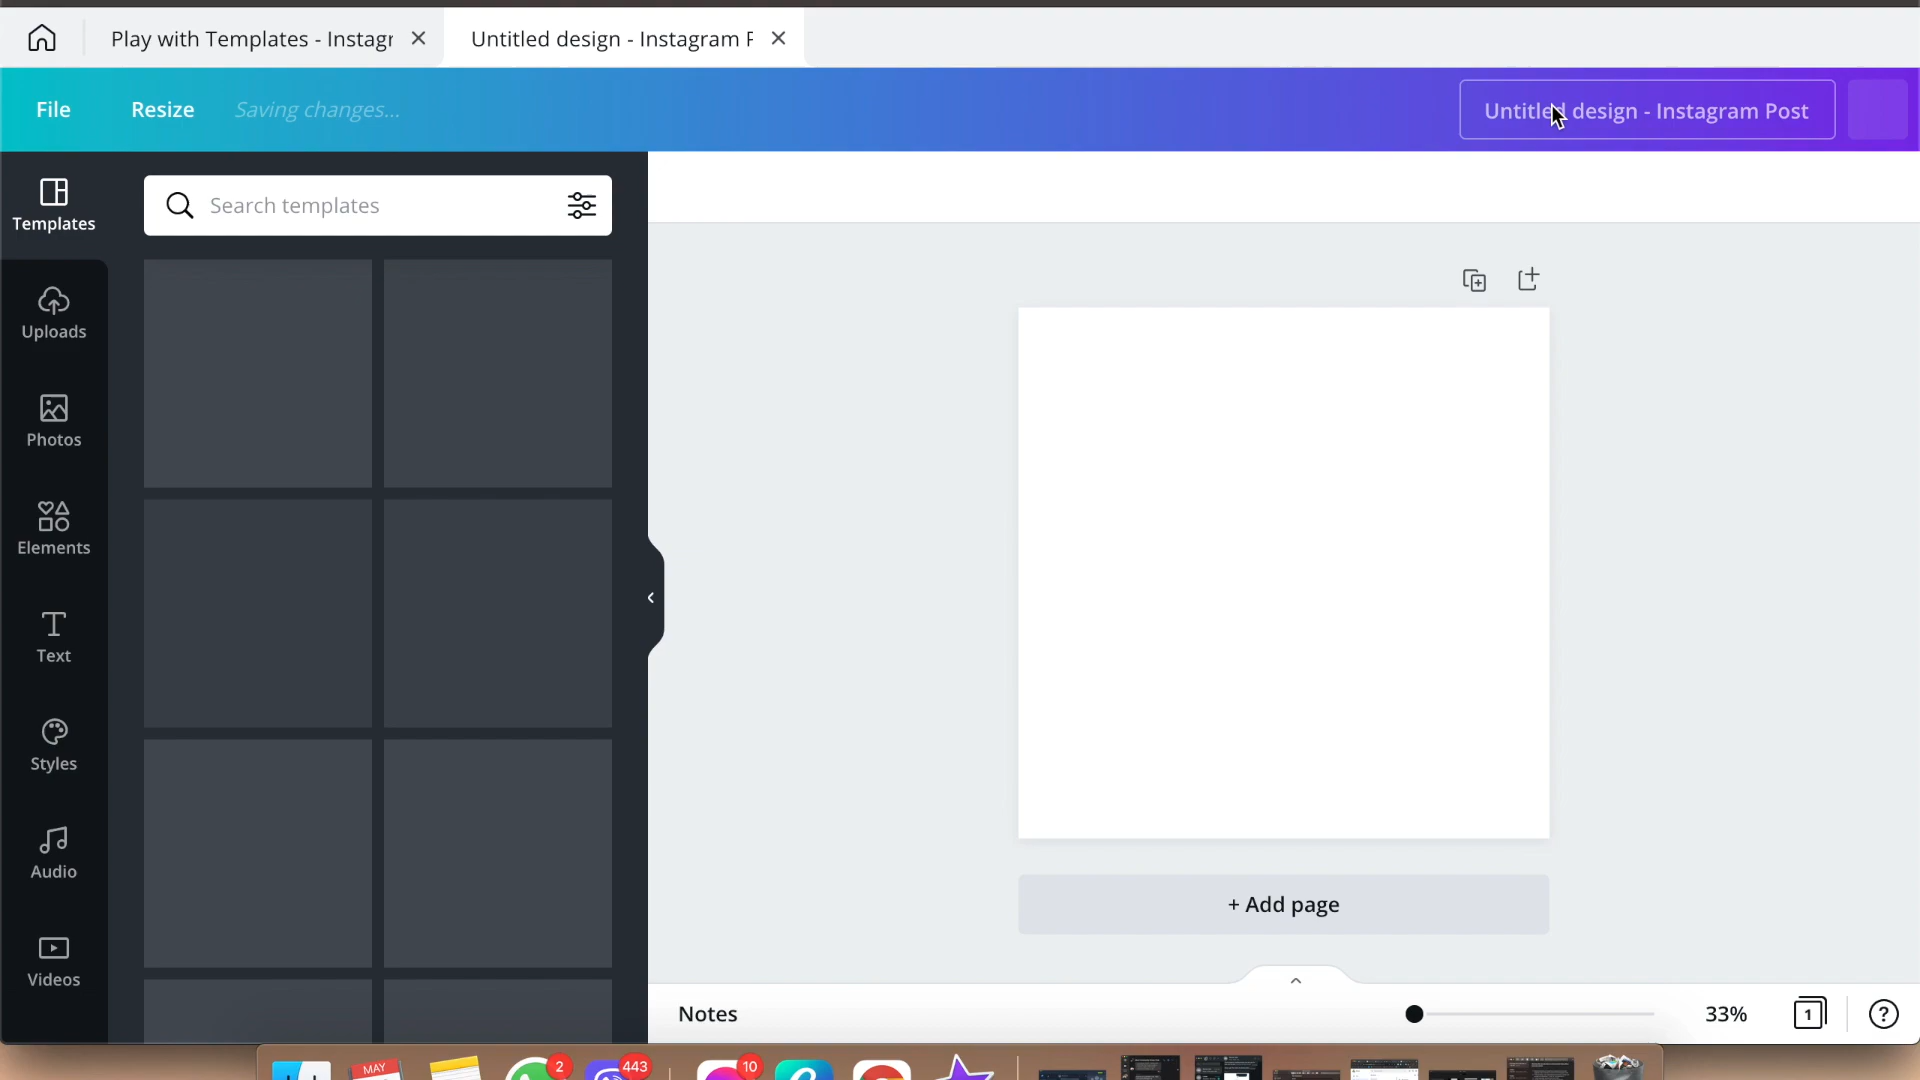 Play with Templates - Instagr
Untitled design - Instagram P
File
Resize
Saving changes...
Untitled design - Instagram Post
Templates
Search templates
Uploads
Photos
Elements
Text
Styles
Audio
Videos
+ Add page
Notes
33%
1
?
MAY
2
443
10